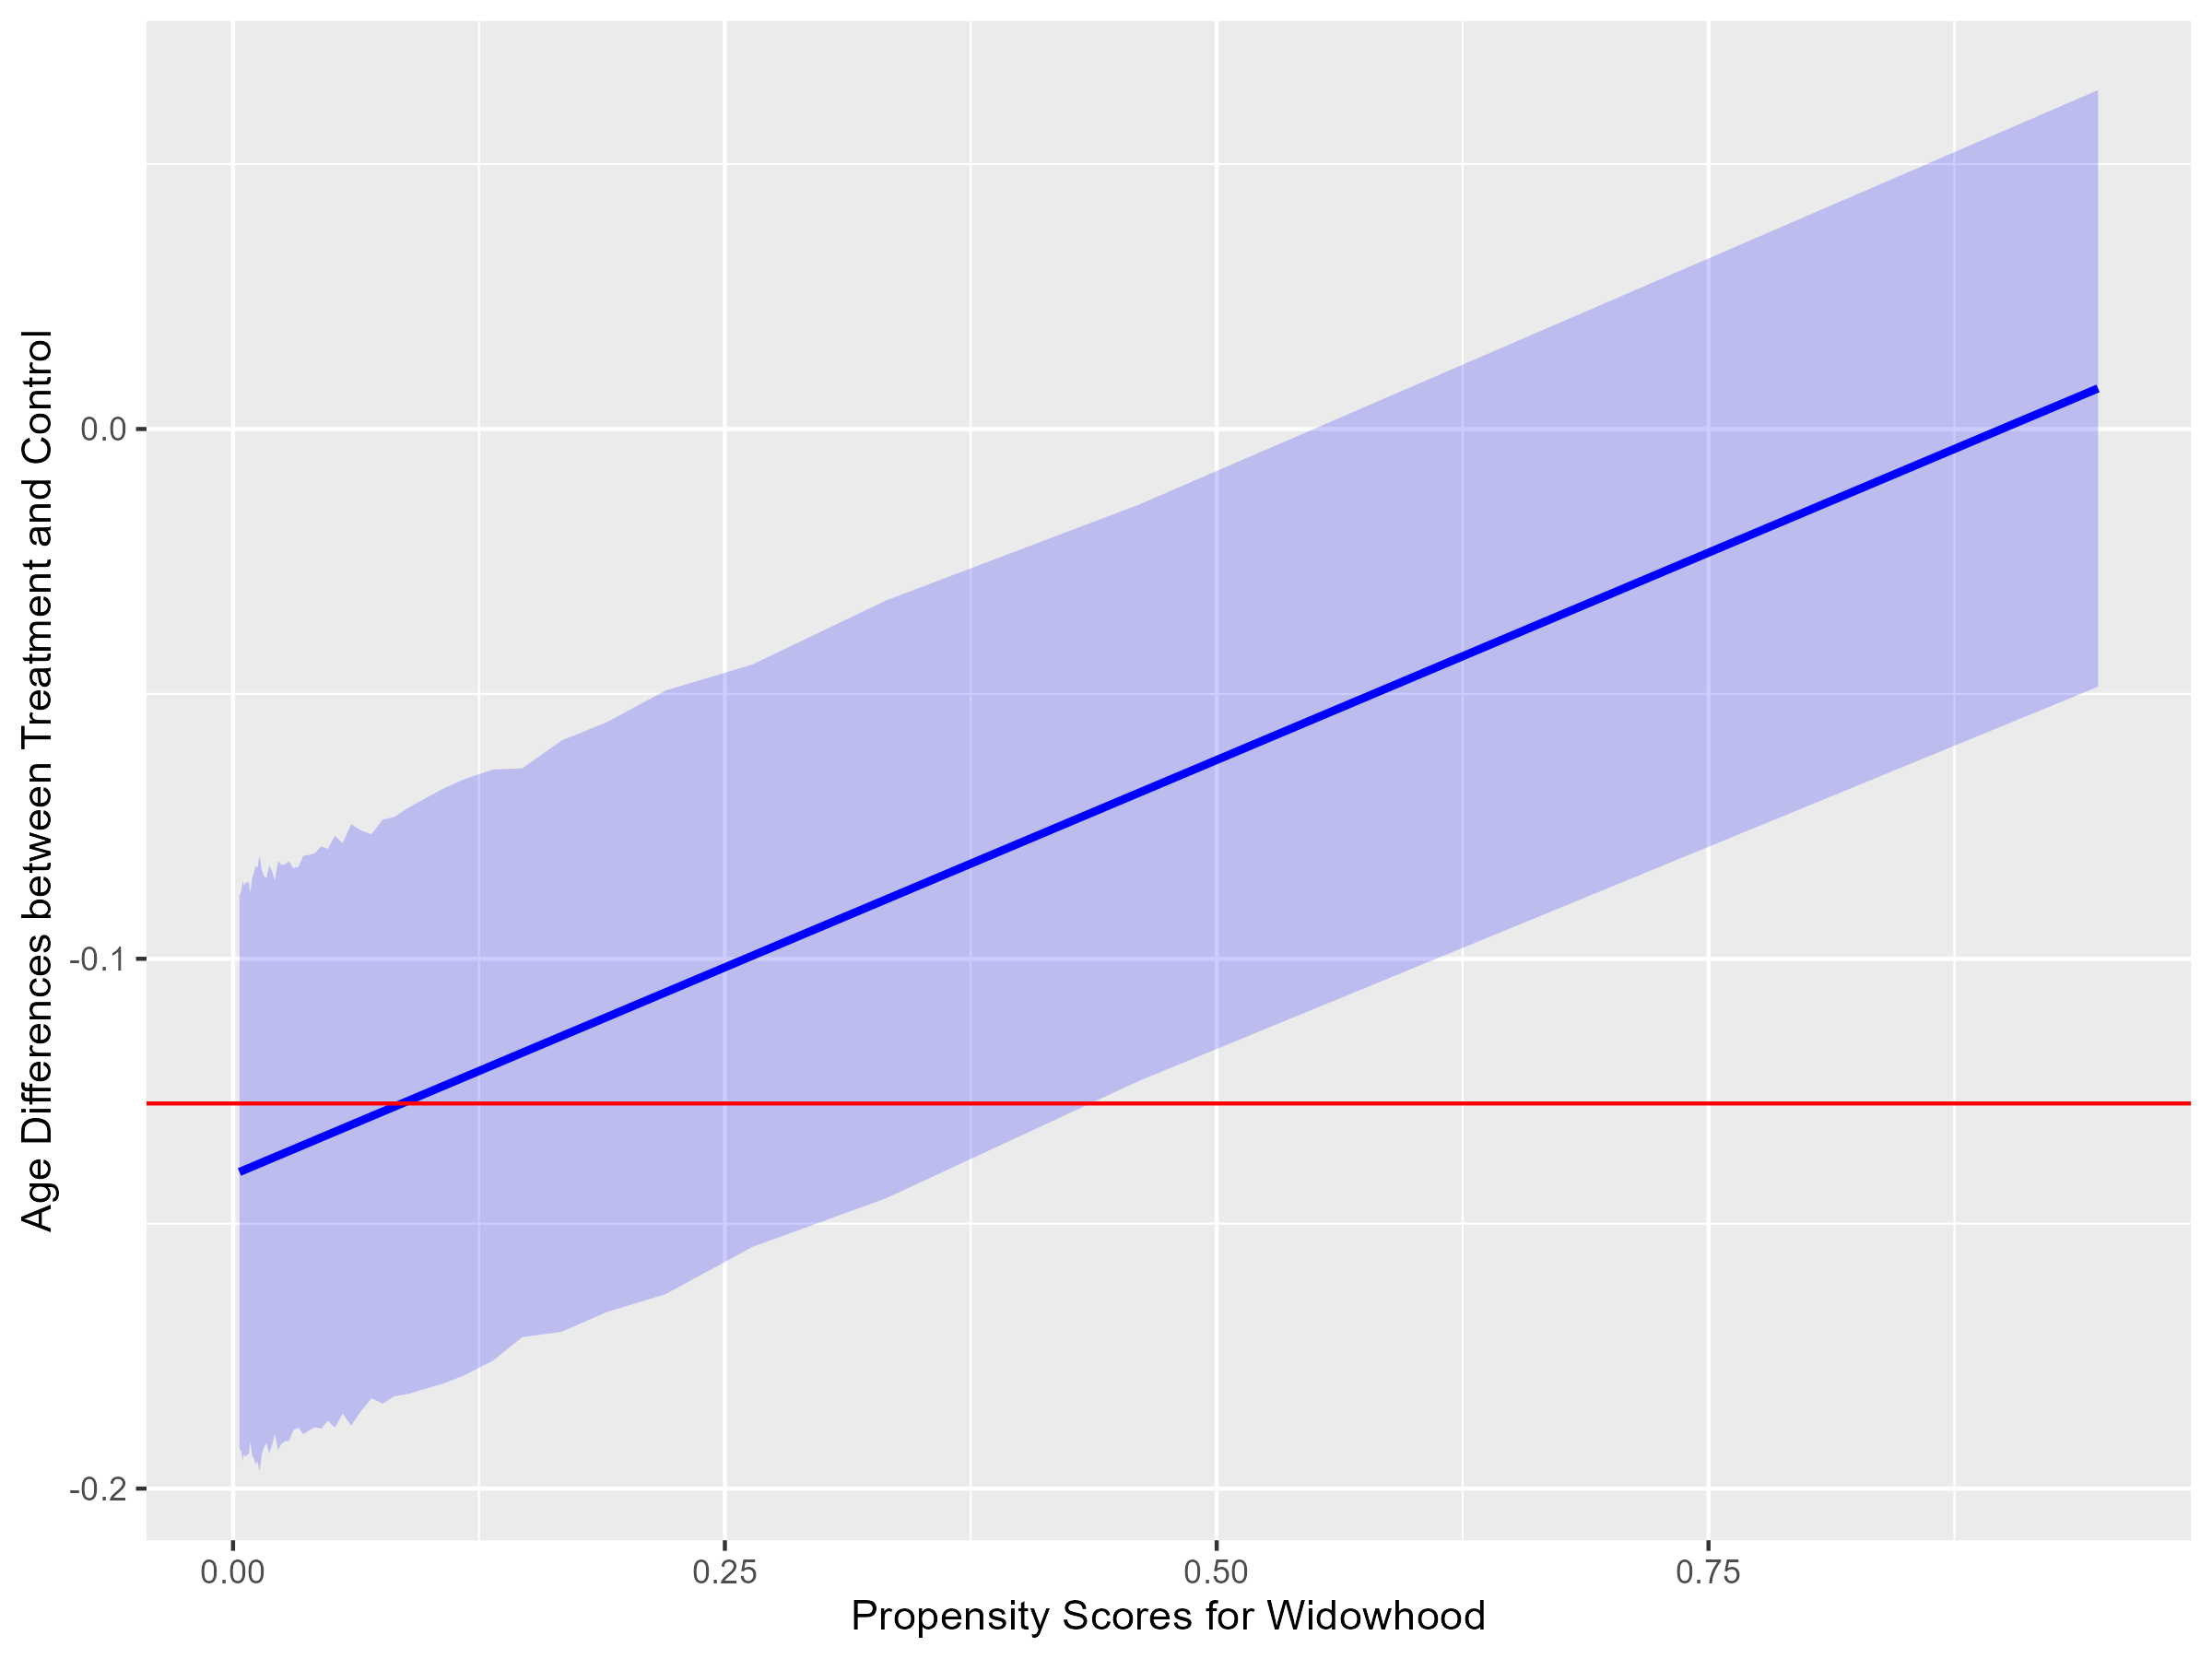 Age Differences between Treatment and Control
0.0
-0.1
-0.2
0.00 0.25 0.50 0.75
Propensity Scores for Widowhood